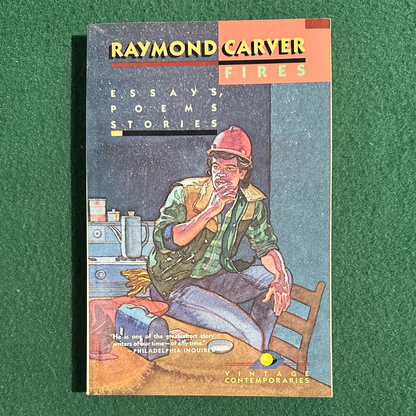 RAYMOND CARVER
FIRES
ESSAYS,
POEMS
STORIES
"He is one of the great short story
writers of our time—of any time."
—PHILADELPHIA INQUIRER
VINTAGE
CONTEMPORARIES